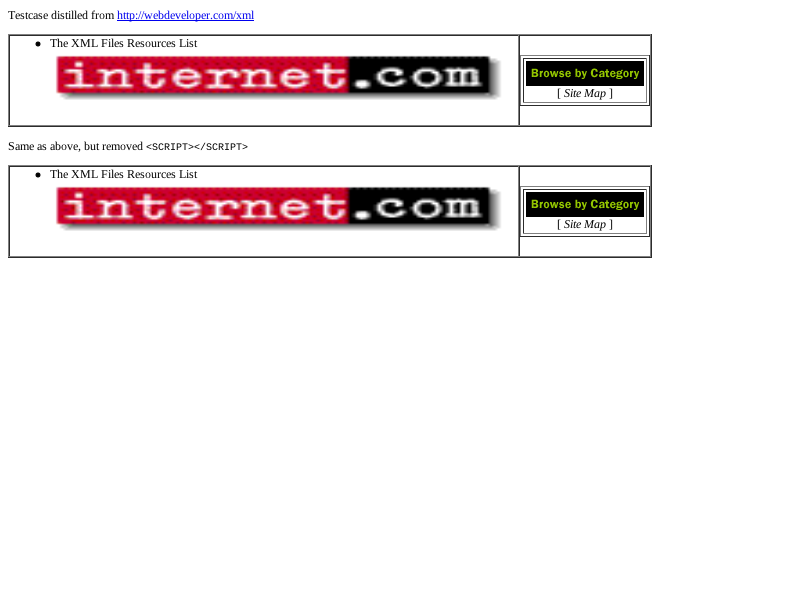 Testcase distilled from http://webdeveloper.com/xml
The XML Files Resources List
internet.com
Browse by Category
[ Site Map ]
Same as above, but removed <SCRIPT></SCRIPT>
The XML Files Resources List
internet.com
Browse by Category
[ Site Map ]